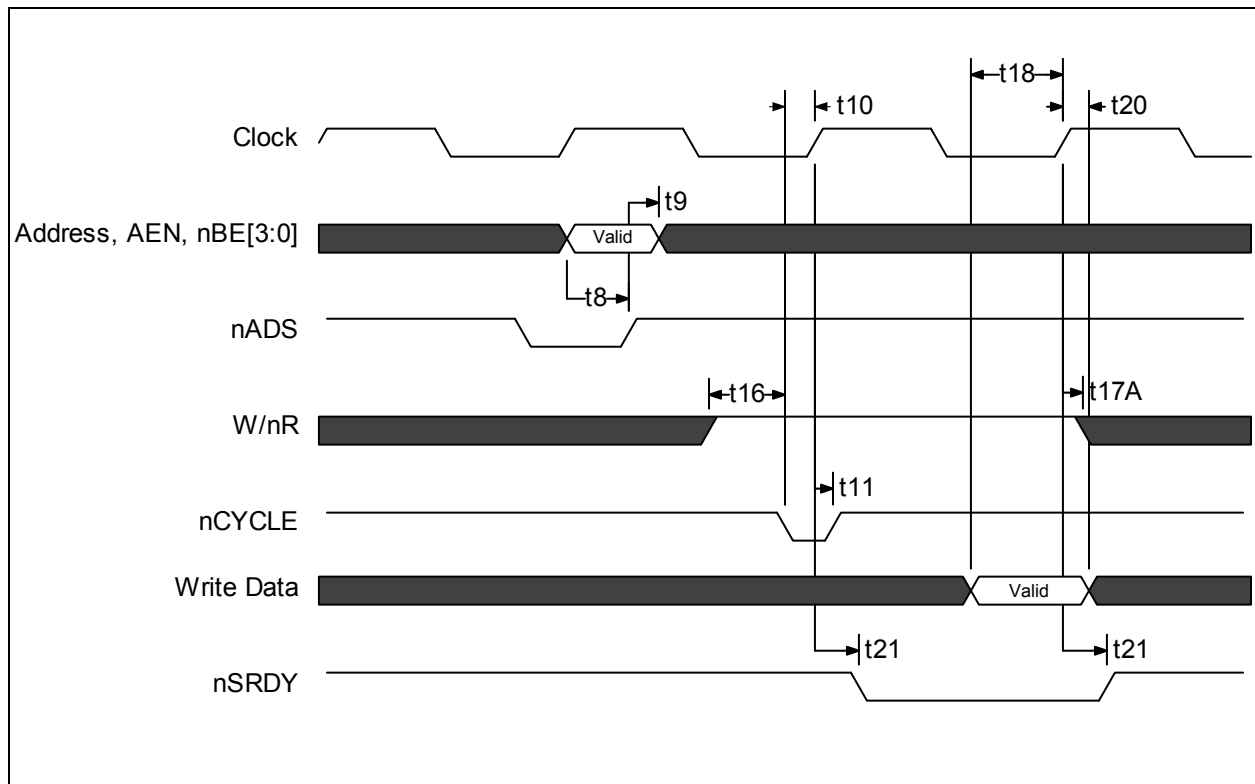 t18
t10
t20
Clock
t9
Address, AEN, nBE[3:0]
Valid
t8
nADS
t16
t17A
W/nR
t11
nCYCLE
Write Data
Valid
t21
t21
nSRDY